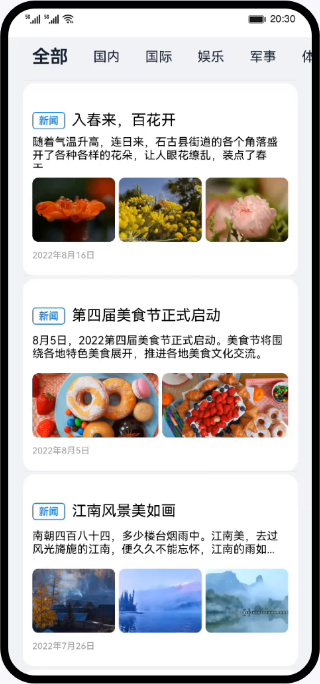 20:30
全部 国内 国际 娱乐 军事 体
新闻 入春来，百花开
随着气温升高，连日来，石古县街道的各个角落盛
开了各种各样的花朵，让人眼花缭乱，装点了春
2022年8月16日
新闻 第四届美食节正式启动
8月5日，2022第四届美食节正式启动。美食节将围
绕各地特色美食展开，推进各地美食文化交流。
2022年8月5日
新闻 江南风景美如画
南朝四百八十四，多少楼台烟雨中。江南美，去过
风光旖旎的江南，便久久不能忘怀，江南的雨如...
2022年7月26日